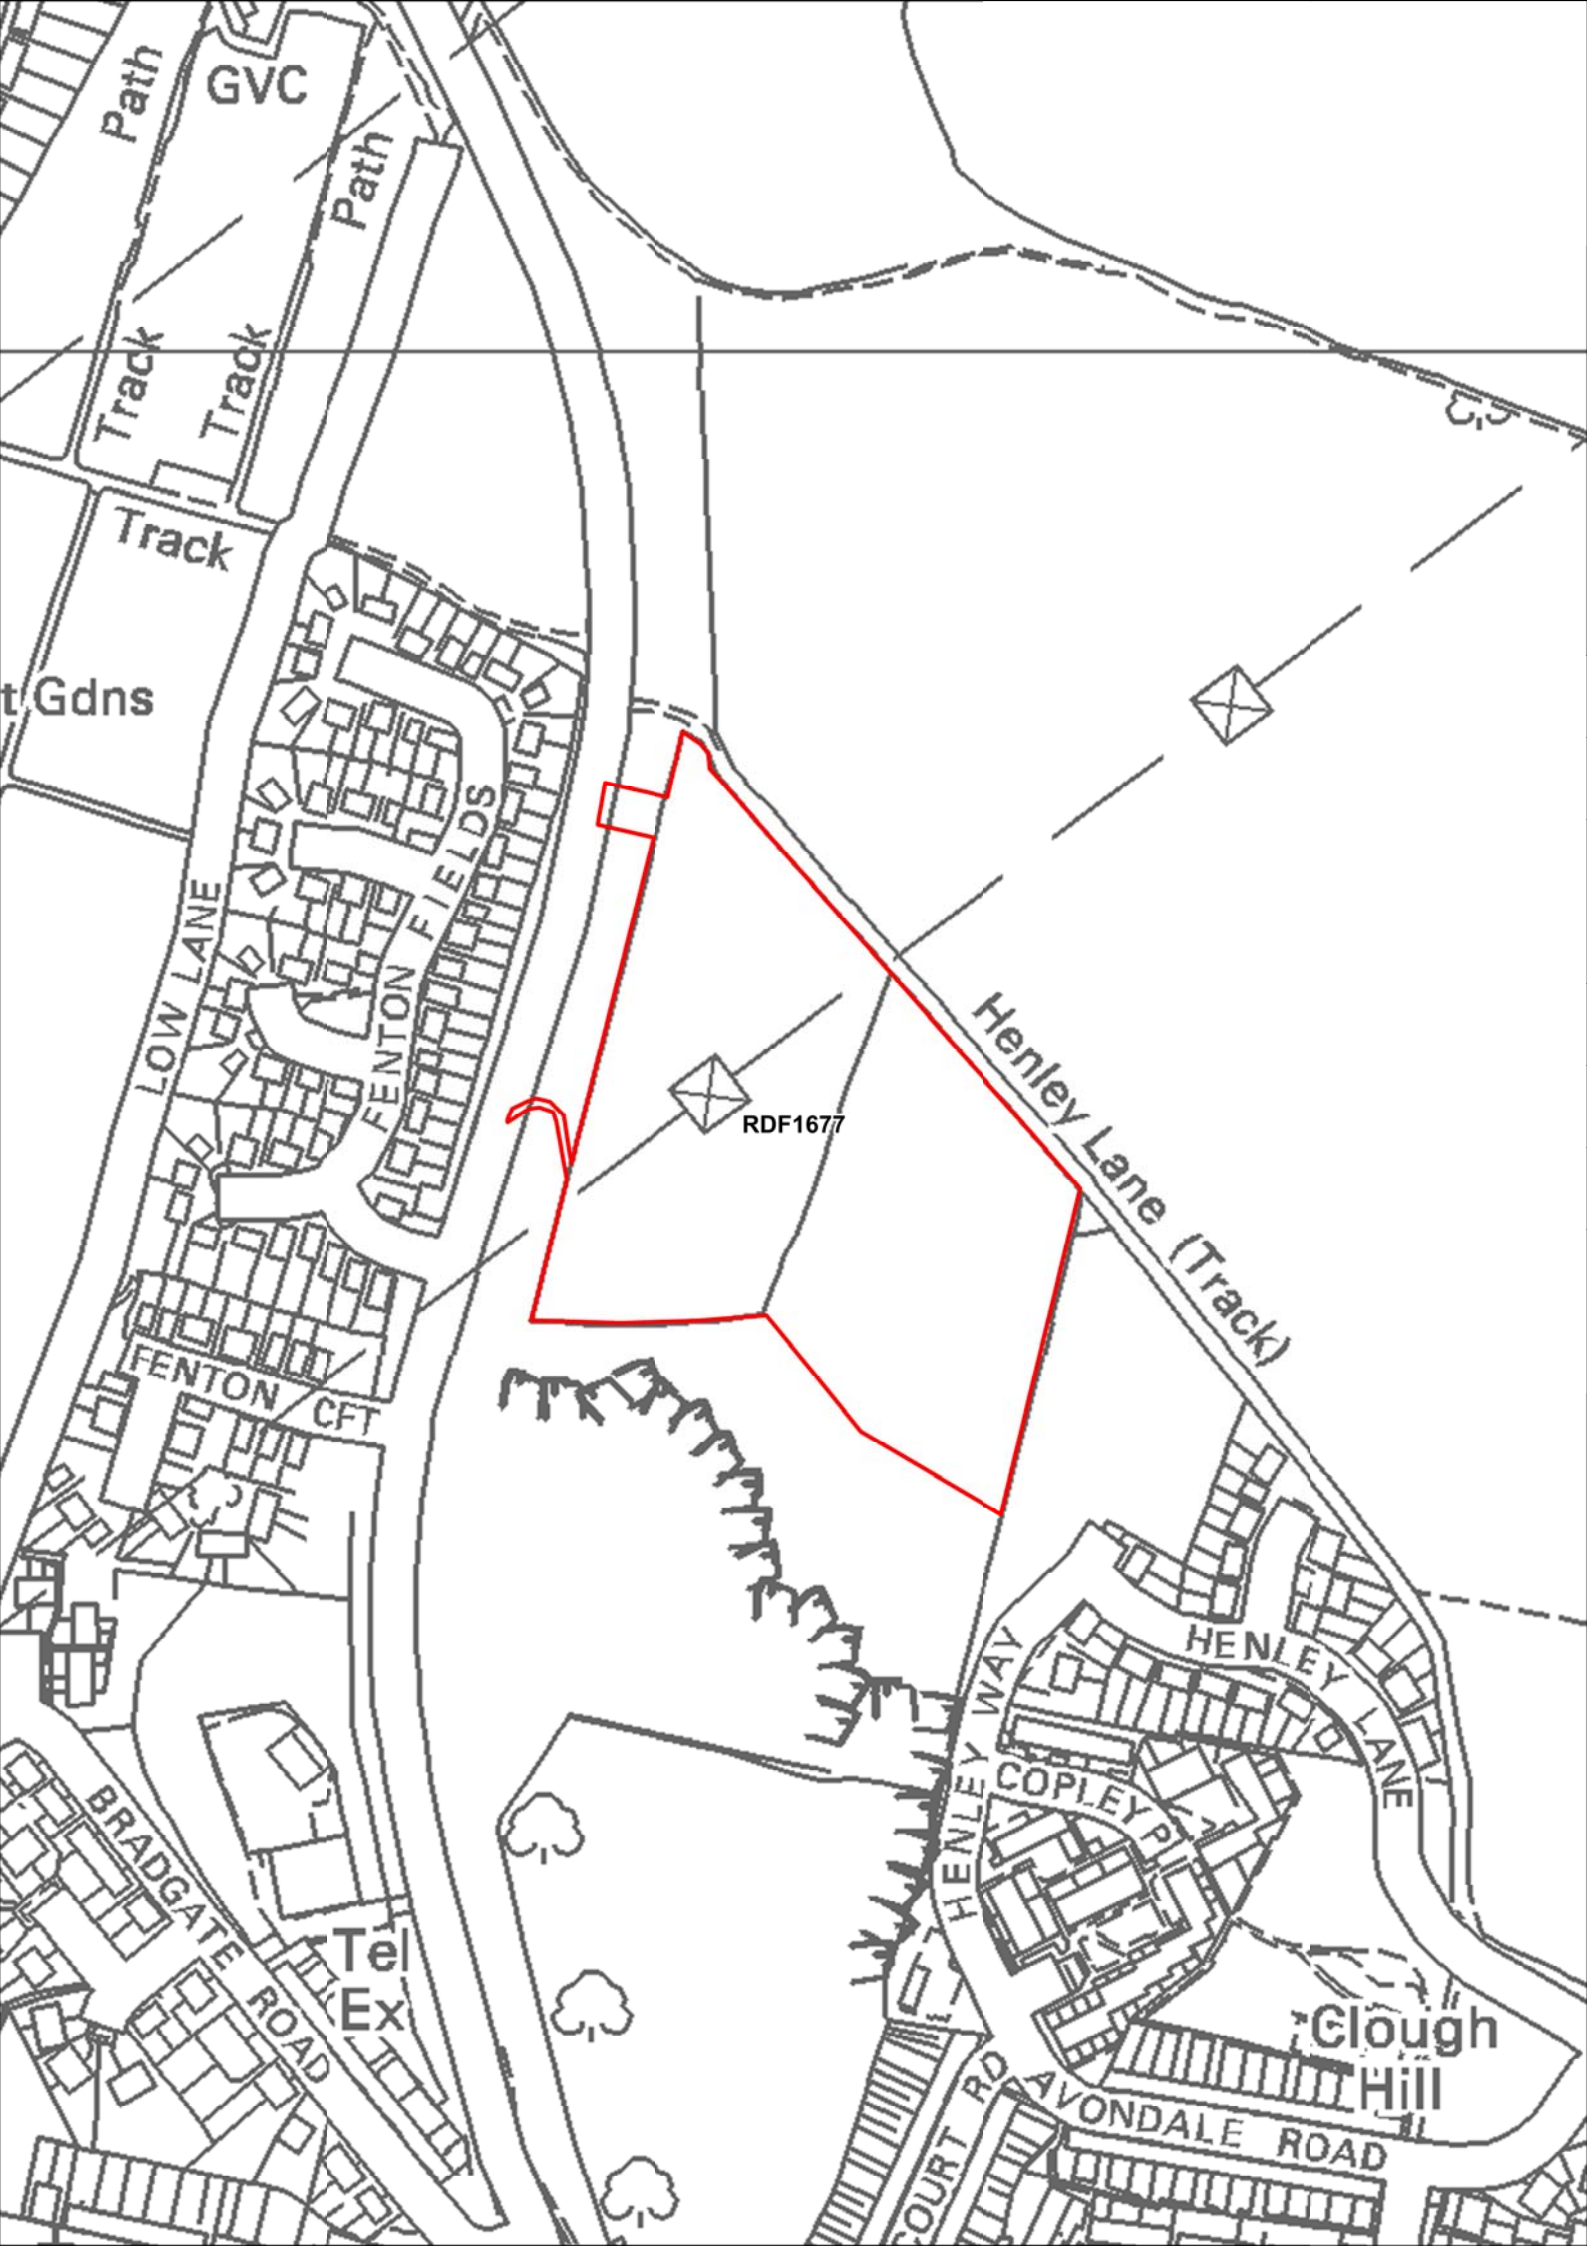 GVC
Path
Path
Track
Track
Track
t Gdns
LOW LANE
FENTON FIELDS
RDF1677
Henley Lane (Track)
FENTON CFT
HENLEY LANE
HENLEY WAY
COPLEY P
BRADGATE ROAD
Tel
Ex
Clough
Hill
AVONDALE ROAD
COURT RD